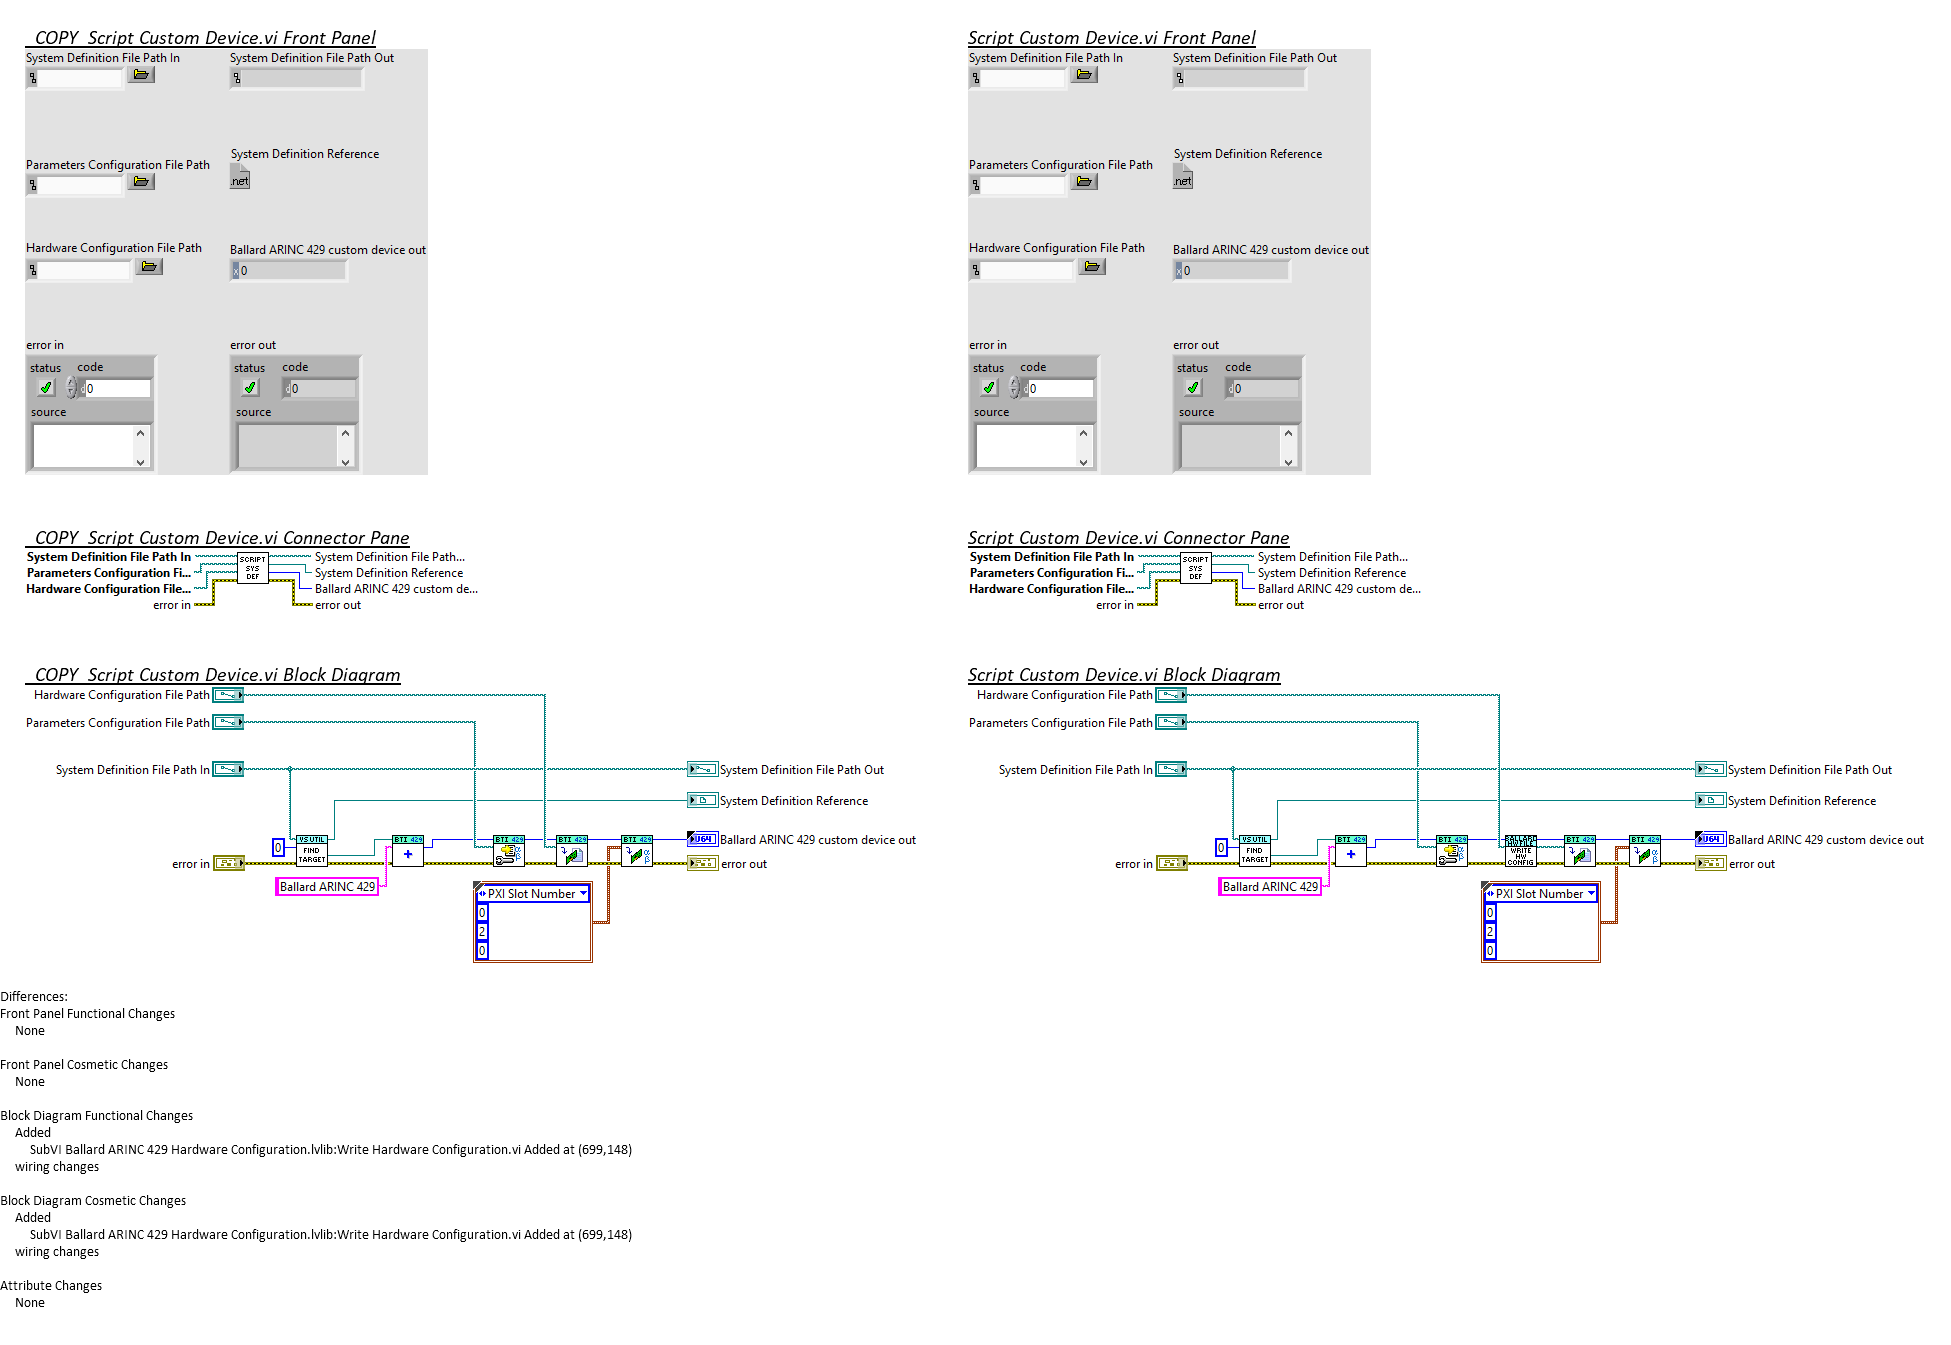 COPY  Script Custom Device.vi Front Panel
System Definition File Path In
System Definition File Path Out
Parameters Configuration File Path
System Definition Reference
.net
Hardware Configuration File Path
Ballard ARINC 429 custom device out
x 0
error in
error out
status code
d 0
source
status code
d 0
source
Script Custom Device.vi Front Panel
System Definition File Path In
System Definition File Path Out
Parameters Configuration File Path
System Definition Reference
.net
Hardware Configuration File Path
Ballard ARINC 429 custom device out
x 0
error in
error out
status code
d 0
source
status code
d 0
source
COPY  Script Custom Device.vi Connector Pane
System Definition File Path In
Parameters Configuration Fi...
Hardware Configuration File...
error in
SCRIPT
SYS
DEF
System Definition File Path...
System Definition Reference
Ballard ARINC 429 custom de...
error out
Script Custom Device.vi Connector Pane
System Definition File Path In
Parameters Configuration Fi...
Hardware Configuration File...
error in
SCRIPT
SYS
DEF
System Definition File Path...
System Definition Reference
Ballard ARINC 429 custom de...
error out
COPY  Script Custom Device.vi Block Diagram
Hardware Configuration File Path
Parameters Configuration File Path
System Definition File Path In
System Definition File Path Out
System Definition Reference
0
VS UTIL
FIND
TARGET
BTI 429
+
BTI 429
BTI 429
BTI 429
U64
Ballard ARINC 429 custom device out
error in
error out
Ballard ARINC 429
PXI Slot Number
0
2
0
Script Custom Device.vi Block Diagram
Hardware Configuration File Path
Parameters Configuration File Path
System Definition File Path In
System Definition File Path Out
System Definition Reference
0
VS UTIL
FIND
TARGET
BTI 429
+
BTI 429
BALLARD
HWFILE
WRITE
HW
CONFIG
BTI 429
BTI 429
U64
Ballard ARINC 429 custom device out
error in
error out
Ballard ARINC 429
PXI Slot Number
0
2
0
Differences:
Front Panel Functional Changes
None
Front Panel Cosmetic Changes
None
Block Diagram Functional Changes
Added
SubVI Ballard ARINC 429 Hardware Configuration.lvlib:Write Hardware Configuration.vi Added at (699,148)
wiring changes
Block Diagram Cosmetic Changes
Added
SubVI Ballard ARINC 429 Hardware Configuration.lvlib:Write Hardware Configuration.vi Added at (699,148)
wiring changes
Attribute Changes
None